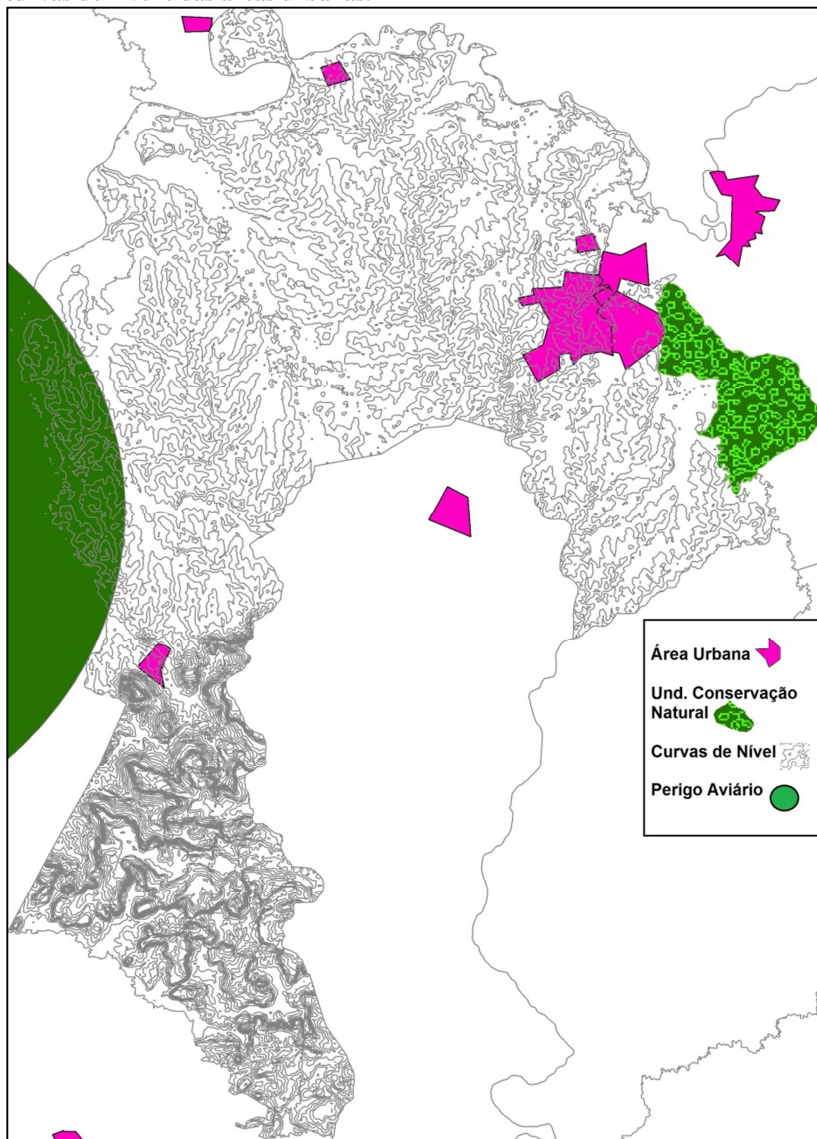 Área Urbana
Und. Conservação
Natural
Curvas de Nível
Perigo Aviário